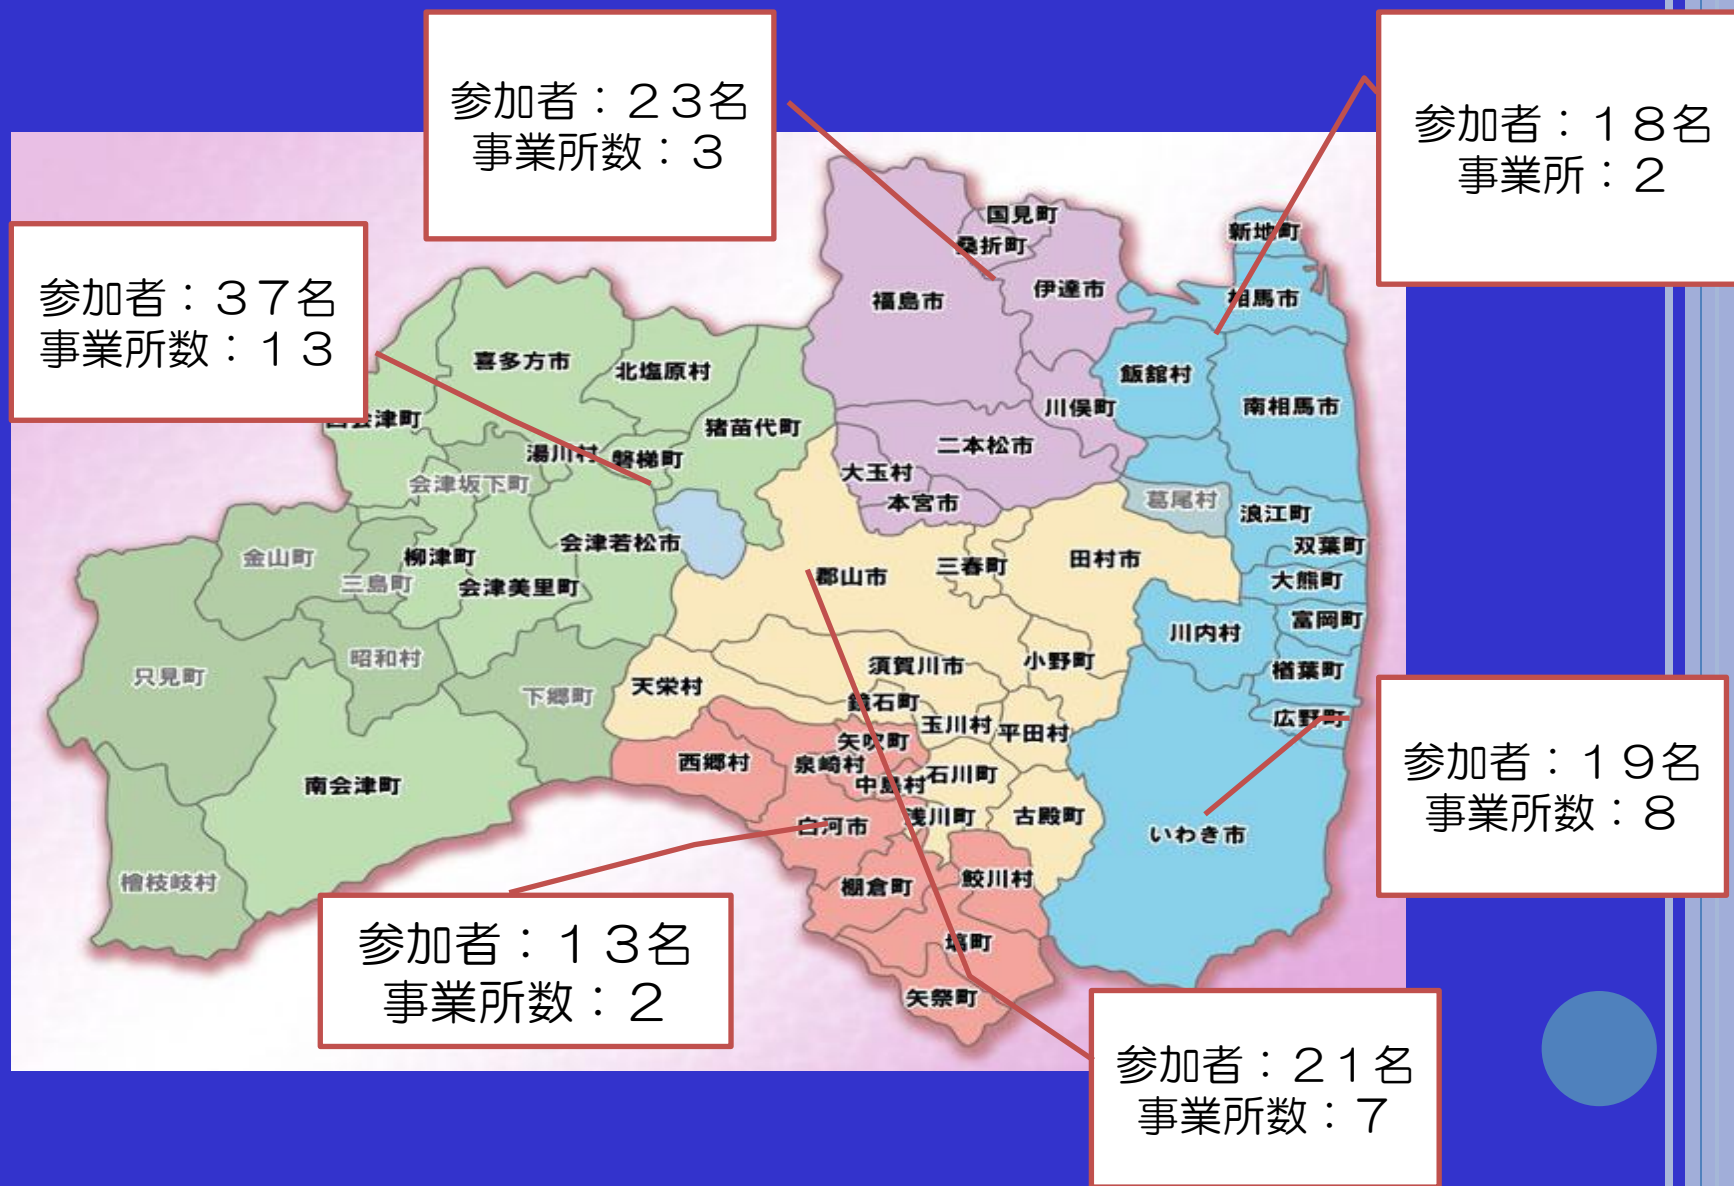 参加者：２３名
事業所数：３
参加者：１８名
事業所：２
参加者：３７名
事業所数：１３
国見町
桑折町
新地町
伊達市
相馬市
福島市
喜多方市
北塩原村
飯舘村
川俣町
南相馬市
西会津町
猪苗代町
二本松市
湯川村
磐梯町
大玉村
会津坂下町
本宮市
葛尾村
浪江町
会津若松市
双葉町
金山町
柳津町
三春町
田村市
三島町
会津美里町
郡山市
大熊町
富岡町
川内村
昭和村
須賀川市
小野町
楢葉町
只見町
天栄村
下郷町
鏡石町
玉川村
平田村
広野町
矢吹町
西郷村
泉崎村
石川町
中島村
南会津町
浅川町
古殿町
白河市
いわき市
檜枝岐村
棚倉町
鮫川村
塙町
矢祭町
参加者：１９名
事業所数：８
参加者：１３名
事業所数：２
参加者：２１名
事業所数：７